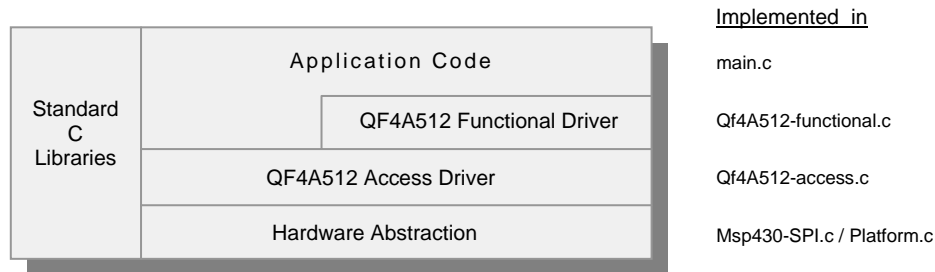 Implemented in
Application Code
main.c
Standard
C
Libraries
QF4A512 Functional Driver
Qf4A512-functional.c
QF4A512 Access Driver
Qf4A512-access.c
Hardware Abstraction
Msp430-SPI.c / Platform.c